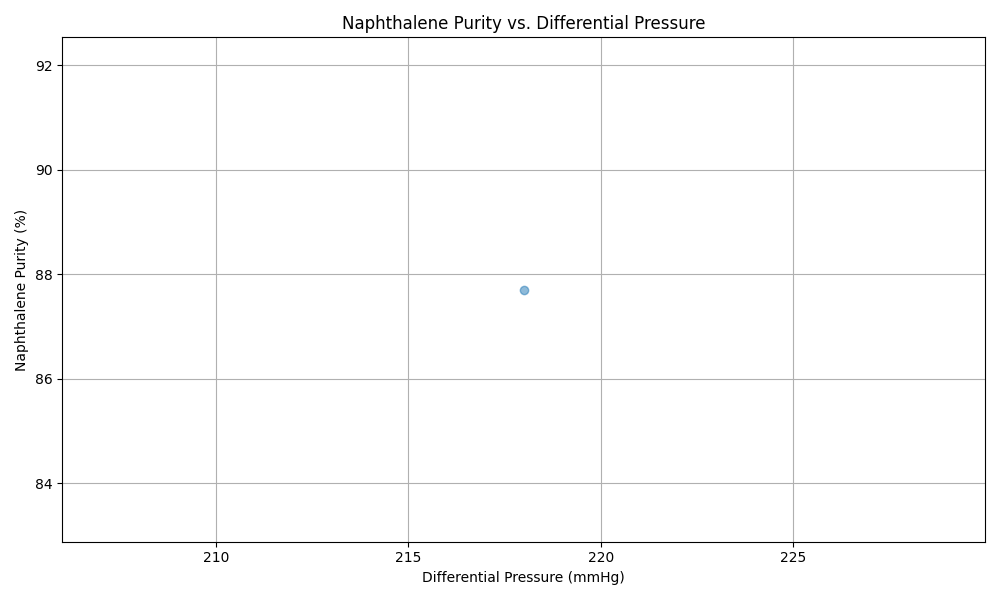 Naphthalene Purity vs. Differential Pressure
92
90
88
86
84
Naphthalene Purity (%)
210 215 220 225
Differential Pressure (mmHg)